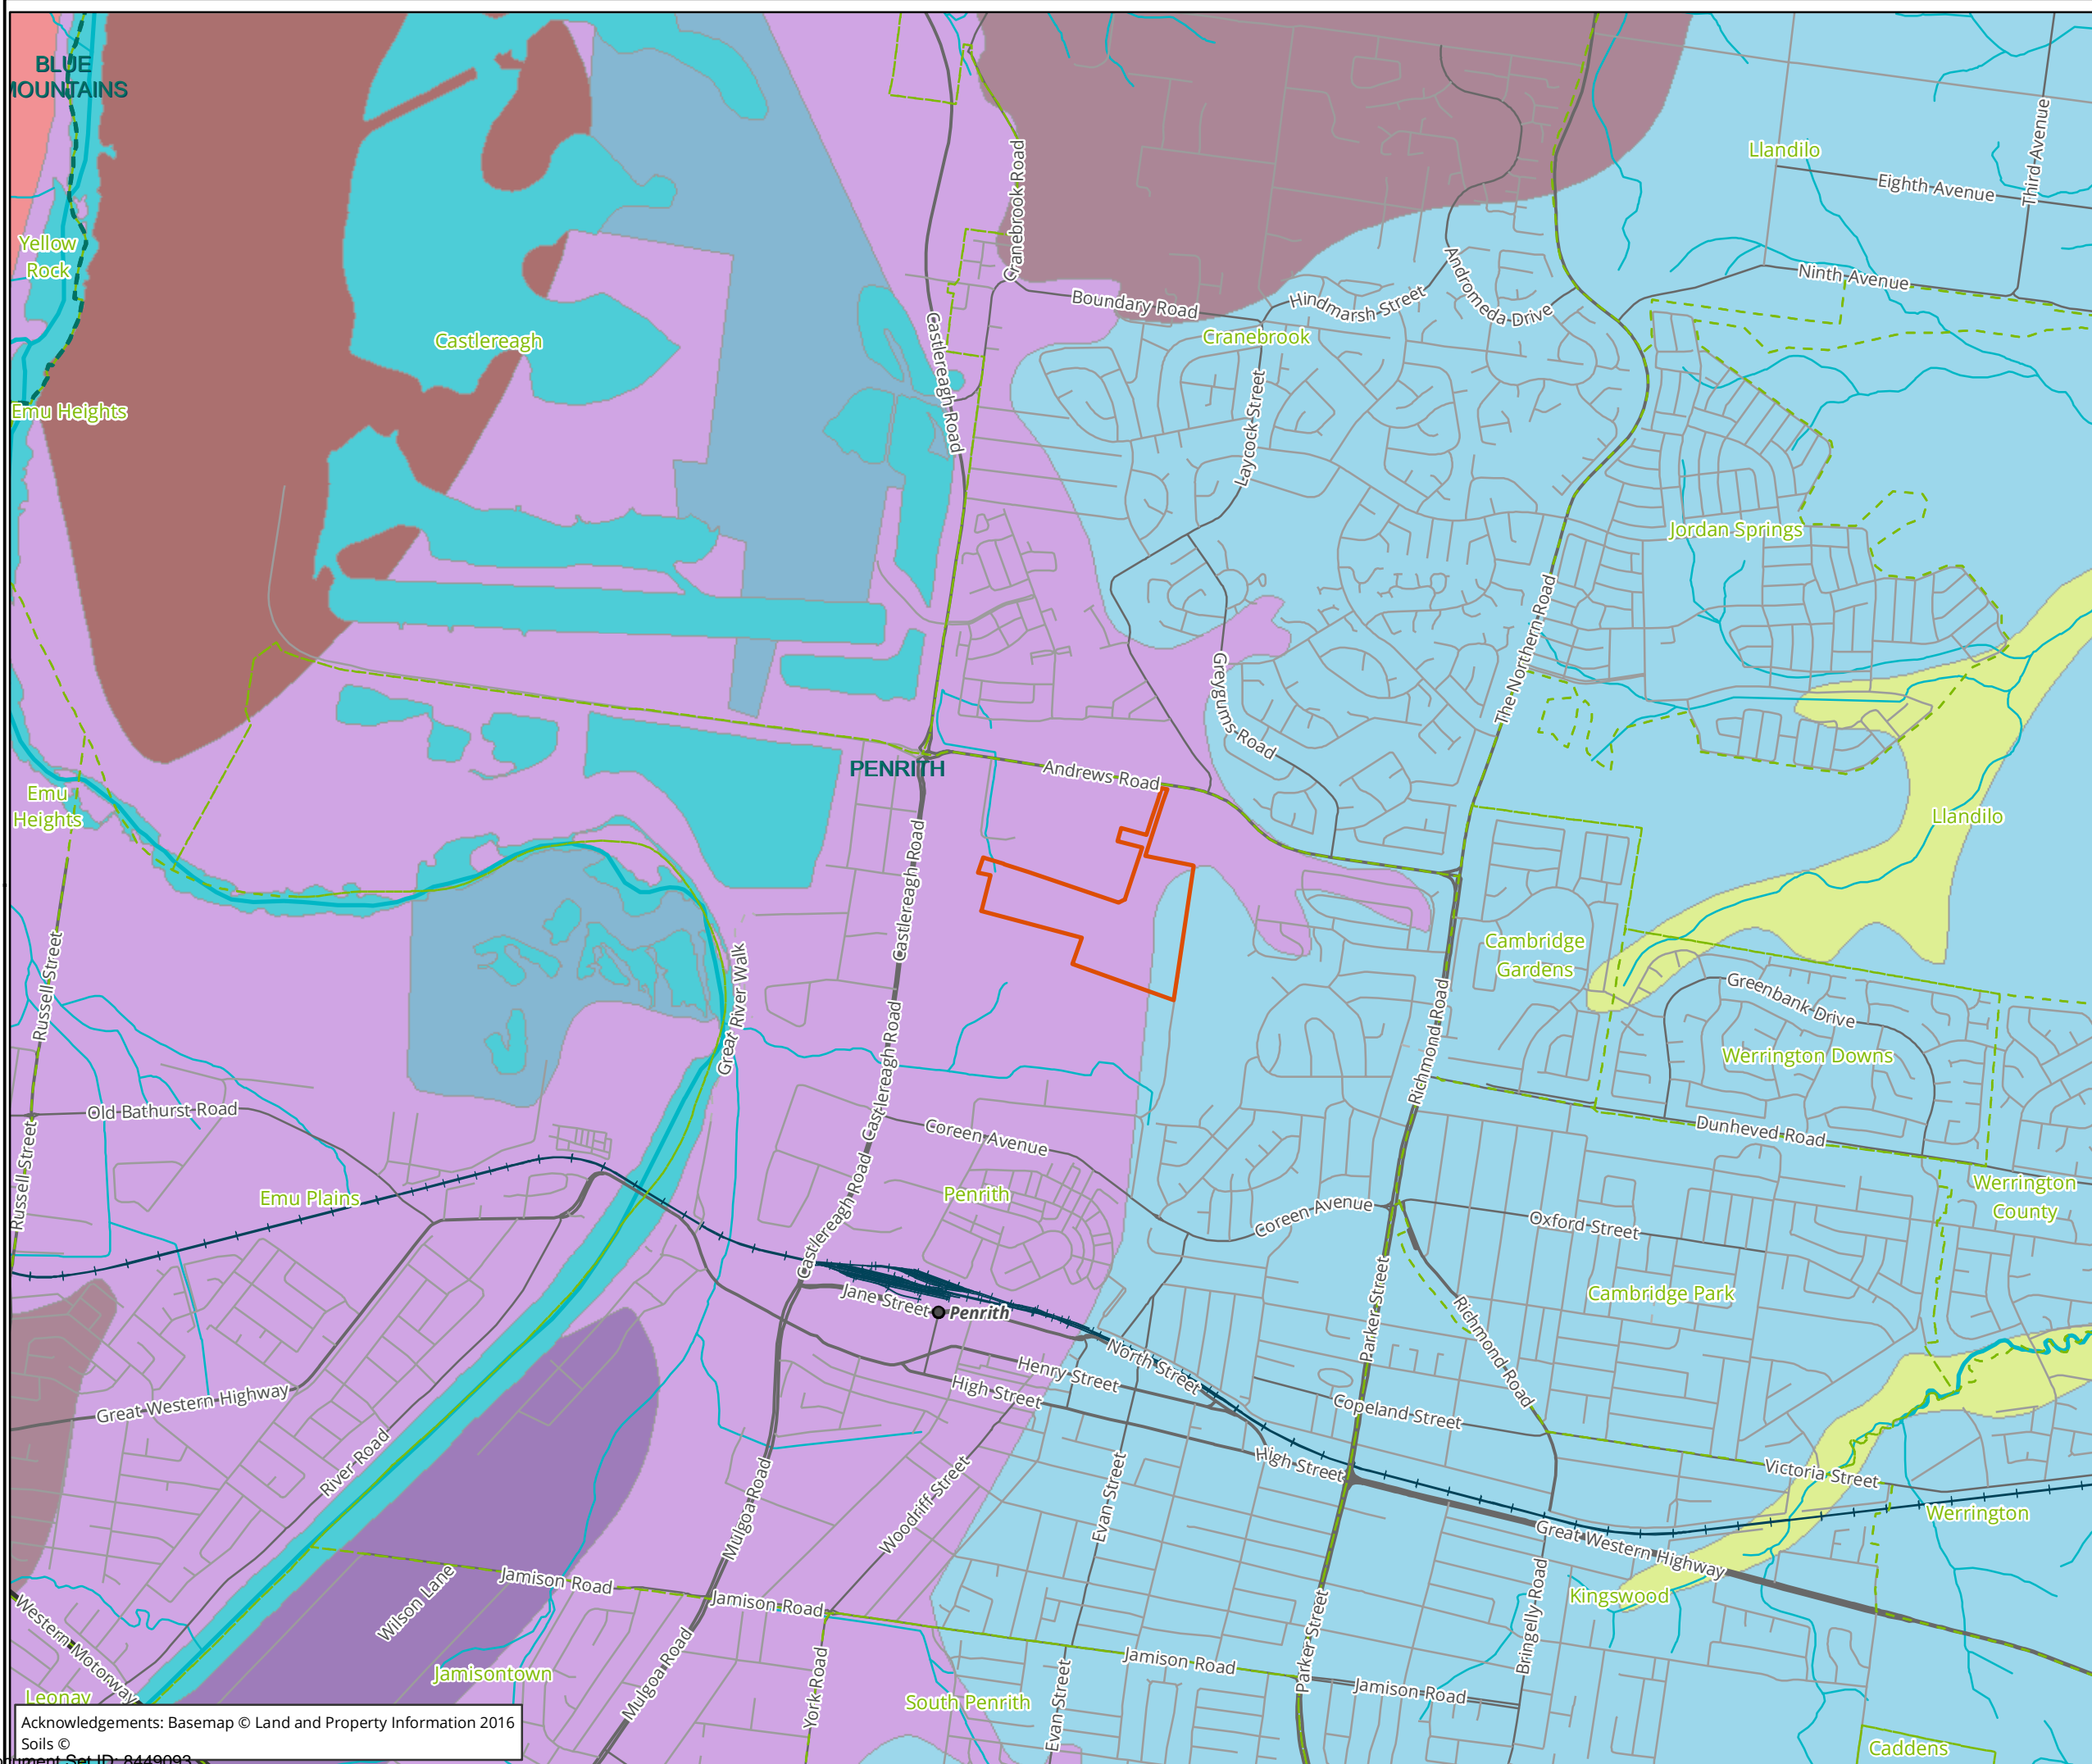 BLUE
MOUNTAINS
Llandilo
Third Avenue
Eighth Avenue
Cranebrook Road
Yellow
Rock
Ninth Avenue
Andromeda Drive
Boundary Road
Hindmarsh Street
Cranebrook
Castlereagh
Castlereagh Road
Emu Heights
Laycock Street
Jordan Springs
The Northern Road
Greygums Road
PENRITH
Andrews Road
Emu
Heights
Llandilo
Castlereagh Road
Russell Street
Great River Walk
Cambridge
Gardens
Greenbank Drive
Richmond Road
Werrington Downs
Castlereagh Road
Old Bathurst Road
Coreen Avenue
Dunheved Road
Russell Street
Castlereagh Road
Emu Plains
Penrith
Werrington
County
Coreen Avenue
Oxford Street
Cambridge Park
Jane Street
Penrith
Parker Street
Richmond Road
North Street
Henry Street
High Street
Great Western Highway
Copeland Street
High Street
River Road
Victoria Street
Werrington
Evan Street
Woodriff Street
Mulgoa Road
Great Western Highway
Jamison Road
Wilson Lane
Jamison Road
Kingswood
Bringelly Road
Western Motorway
Parker Street
Jamison Road
Jamisontown
Mulgoa Road
York Road
South Penrith
Evan Street
Jamison Road
Leonay
Caddens
Acknowledgements: Basemap © Land and Property Information 2016
Soils ©
ocument Set ID: 8449093